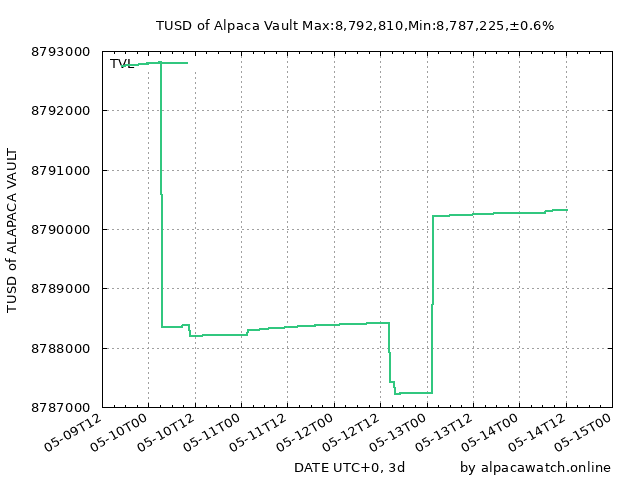 TUSD of Alpaca Vault Max:8,792,810,Min:8,787,225,±0.6%
8793000
TVL
8792000
8791000
8790000
8789000
8788000
8787000
TUSD of ALAPACA VAULT
05-09T12
05-10T00
05-10T12
05-11T00
05-11T12
05-12T00
05-12T12
05-13T00
05-13T12
05-14T00
05-14T12
05-15T00
DATE UTC+0, 3d
by alpacawatch.online